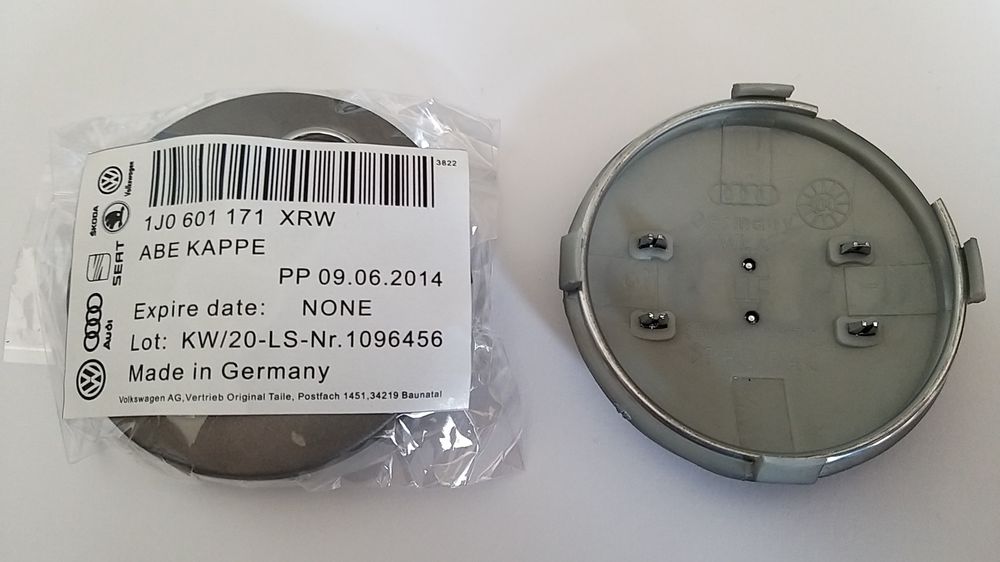 3822
Volkswagen
ŠKODA
SEAT
Audi
1J0 601 171 XRW
ABE KAPPE
PP 09.06.2014
Expire date: NONE
Lot: KW/20-LS-Nr.1096456
Made in Germany
Volkswagen AG,Vertrieb Original Taile, Postfach 1451,34219 Baunatal
Germany